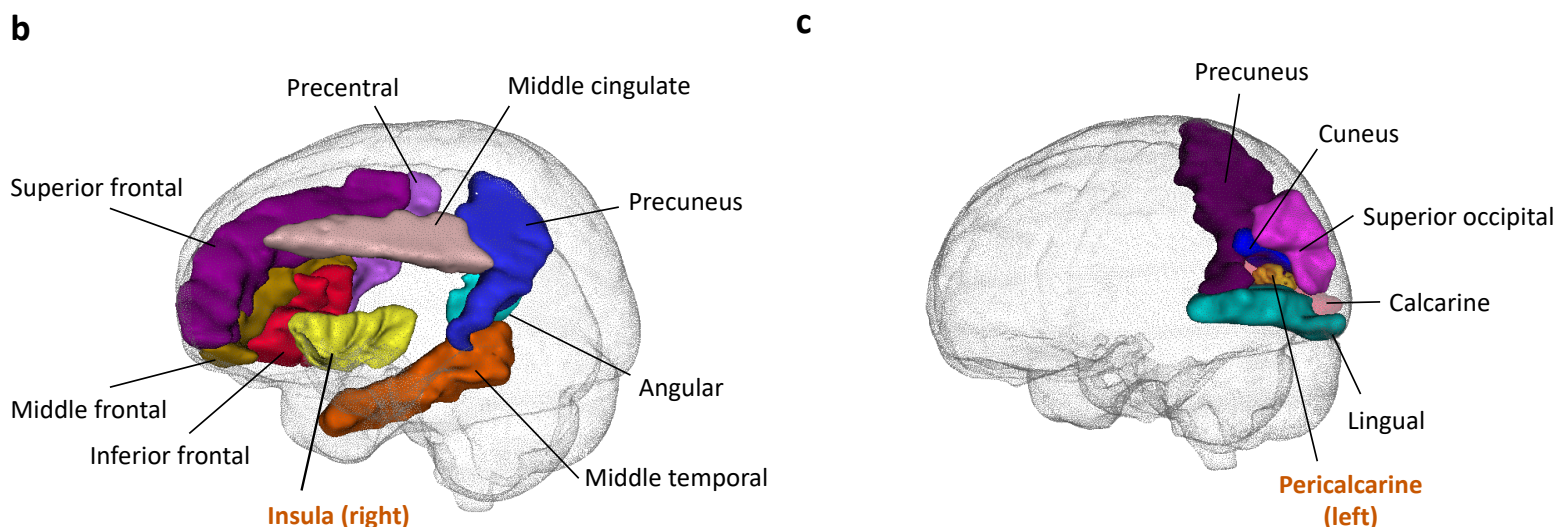 b
Precentral
Middle cingulate
Superior frontal
Precuneus
Middle frontal
Angular
Inferior frontal
Middle temporal
Insula (right)
c
Precuneus
Cuneus
Superior occipital
Calcarine
Lingual
Pericalcarine
(left)